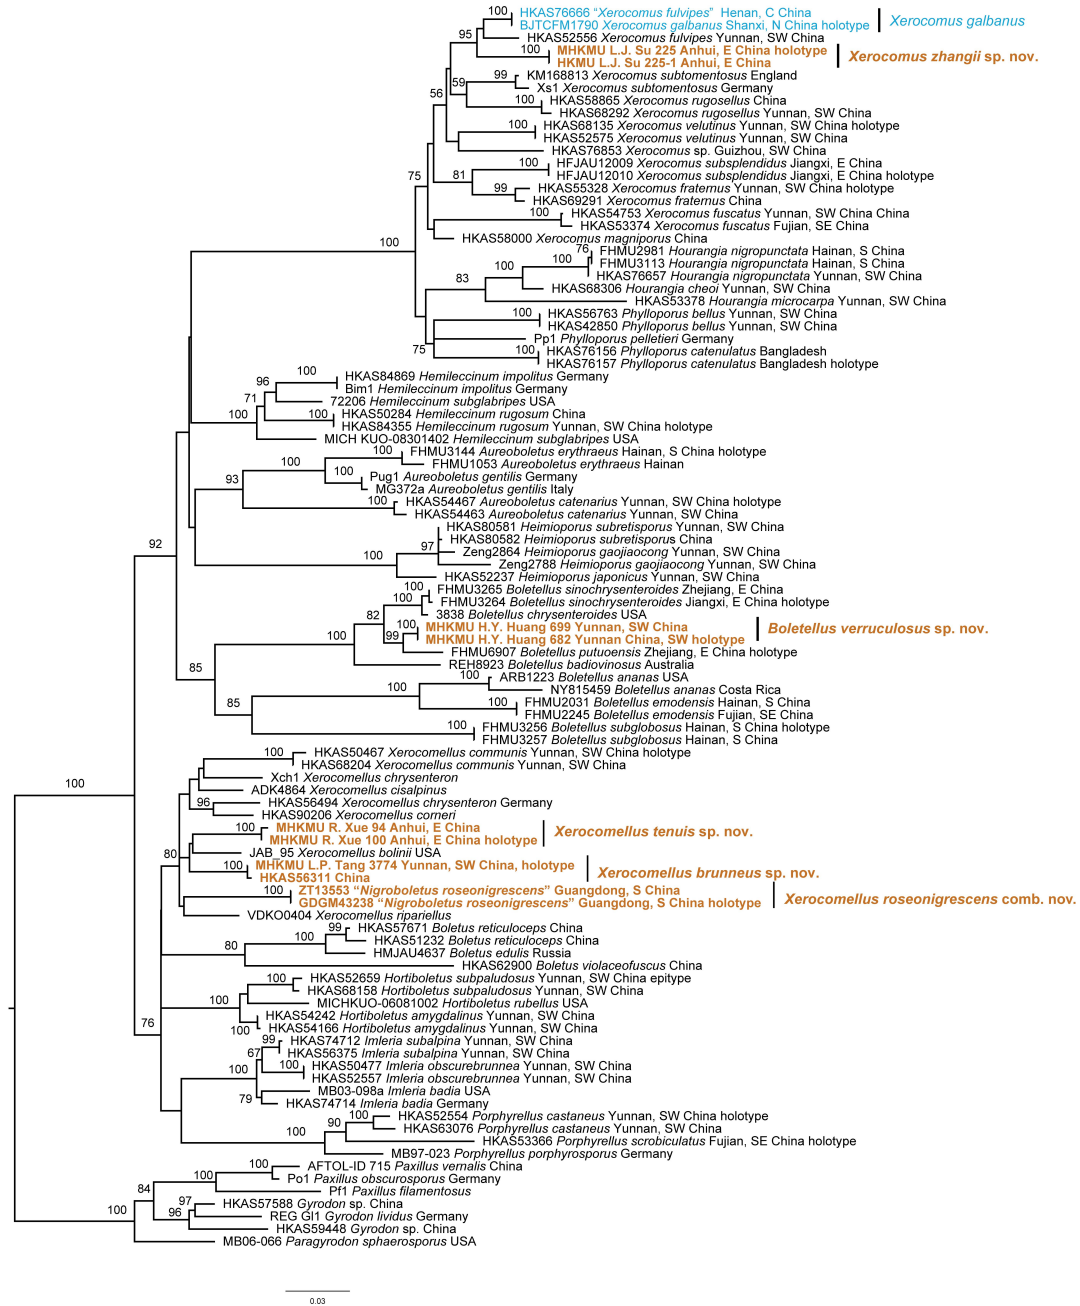 100
HKAS76666 “Xerocomus fulvipes” Henan, C China
BJTCFM1790 Xerocomus galbanus Shanxi, N China holotype
Xerocomus galbanus
95
HKAS52556 Xerocomus fulvipes Yunnan, SW China
100
MHKMU L.J. Su 225 Anhui, E China holotype
HKMU L.J. Su 225-1 Anhui, E China
Xerocomus zhangii sp. nov.
99
KM168813 Xerocomus subtomentosus England
59
Xs1 Xerocomus subtomentosus Germany
56
100
HKAS58865 Xerocomus rugosellus China
HKAS68292 Xerocomus rugosellus Yunnan, SW China
100
HKAS68135 Xerocomus velutinus Yunnan, SW China holotype
HKAS52575 Xerocomus velutinus Yunnan, SW China
HKAS76853 Xerocomus sp. Guizhou, SW China
100
HFJAU12009 Xerocomus subsplendidus Jiangxi, E China
75
81
HFJAU12010 Xerocomus subsplendidus Jiangxi, E China holotype
99
HKAS55328 Xerocomus fraternus Yunnan, SW China holotype
HKAS69291 Xerocomus fraternus China
100
HKAS54753 Xerocomus fuscatus Yunnan, SW China China
HKAS53374 Xerocomus fuscatus Fujian, SE China
100
HKAS58000 Xerocomus magniporus China
76
FHMU2981 Hourangia nigropunctata Hainan, S China
100
100
FHMU3113 Hourangia nigropunctata Hainan, S China
83
HKAS76657 Hourangia nigropunctata Yunnan, SW China
HKAS68306 Hourangia cheoi Yunnan, SW China
HKAS53378 Hourangia microcarpa Yunnan, SW China
100
HKAS56763 Phylloporus bellus Yunnan, SW China
HKAS42850 Phylloporus bellus Yunnan, SW China
Pp1 Phylloporus pelletieri Germany
75
100
HKAS76156 Phylloporus catenulatus Bangladesh
HKAS76157 Phylloporus catenulatus Bangladesh holotype
100
HKAS84869 Hemileccinum impolitus Germany
96
Bim1 Hemileccinum impolitus Germany
71
72206 Hemileccinum subglabripes USA
100
100
HKAS50284 Hemileccinum rugosum China
HKAS84355 Hemileccinum rugosum Yunnan, SW China holotype
MICH KUO-08301402 Hemileccinum subglabripes USA
100
FHMU3144 Aureoboletus erythraeus Hainan, S China holotype
100
FHMU1053 Aureoboletus erythraeus Hainan
93
100
Pug1 Aureoboletus gentilis Germany
MG372a Aureoboletus gentilis Italy
100
HKAS54467 Aureoboletus catenarius Yunnan, SW China holotype
HKAS54463 Aureoboletus catenarius Yunnan, SW China
HKAS80581 Heimioporus subretisporus Yunnan, SW China
92
97
HKAS80582 Heimioporus subretisporus China
100
Zeng2864 Heimioporus gaojiaocong Yunnan, SW China
Zeng2788 Heimioporus gaojiaocong Yunnan, SW China
HKAS52237 Heimioporus japonicus Yunnan, SW China
100
FHMU3265 Boletellus sinochrysenteroides Zhejiang, E China
100
FHMU3264 Boletellus sinochrysenteroides Jiangxi, E China holotype
82
3838 Boletellus chrysenteroides USA
100
MHKMU H.Y. Huang 699 Yunnan, SW China
100
99
MHKMU H.Y. Huang 682 Yunnan China, SW holotype
Boletellus verruculosus sp. nov.
FHMU6907 Boletellus putuoensis Zhejiang, E China holotype
85
REH8923 Boletellus badiovinosus Australia
100
ARB1223 Boletellus ananas USA
100
NY815459 Boletellus ananas Costa Rica
85
100
FHMU2031 Boletellus emodensis Hainan, S China
FHMU2245 Boletellus emodensis Fujian, SE China
100
FHMU3256 Boletellus subglobosus Hainan, S China holotype
FHMU3257 Boletellus subglobosus Hainan, S China
100
HKAS50467 Xerocomellus communis Yunnan, SW China holotype
HKAS68204 Xerocomellus communis Yunnan, SW China
100
Xch1 Xerocomellus chrysenteron
ADK4864 Xerocomellus cisalpinus
96
HKAS56494 Xerocomellus chrysenteron Germany
HKAS90206 Xerocomellus corneri
100
MHKMU R. Xue 94 Anhui, E China
MHKMU R. Xue 100 Anhui, E China holotype
Xerocomellus tenuis sp. nov.
80
JAB_95 Xerocomellus bolinii USA
100
MHKMU L.P. Tang 3774 Yunnan, SW China, holotype
HKAS56311 China
Xerocomellus brunneus sp. nov.
100
ZT13553 “Nigroboletus roseonigrescens” Guangdong, S China
GDGM43238 “Nigroboletus roseonigrescens” Guangdong, S China holotype
Xerocomellus roseonigrescens comb. nov.
VDKO0404 Xerocomellus ripariellus
99
HKAS57671 Boletus reticuloceps China
100
HKAS51232 Boletus reticuloceps China
80
HMJAU4637 Boletus edulis Russia
HKAS62900 Boletus violaceofuscus China
100
HKAS52659 Hortiboletus subpaludosus Yunnan, SW China epitype
HKAS68158 Hortiboletus subpaludosus Yunnan, SW China
100
MICHKUO-06081002 Hortiboletus rubellus USA
HKAS54242 Hortiboletus amygdalinus Yunnan, SW China
76
100
HKAS54166 Hortiboletus amygdalinus Yunnan, SW China
99
HKAS74712 Imleria subalpina Yunnan, SW China
67
HKAS56375 Imleria subalpina Yunnan, SW China
100
100
HKAS50477 Imleria obscurebrunnea Yunnan, SW China
HKAS52557 Imleria obscurebrunnea Yunnan, SW China
MB03-098a Imleria badia USA
79
HKAS74714 Imleria badia Germany
100
HKAS52554 Porphyrellus castaneus Yunnan, SW China holotype
90
HKAS63076 Porphyrellus castaneus Yunnan, SW China
100
HKAS53366 Porphyrellus scrobiculatus Fujian, SE China holotype
MB97-023 Porphyrellus porphyrosporus Germany
100
AFTOL-ID 715 Paxillus vernalis China
100
Po1 Paxillus obscurosporus Germany
84
Pf1 Paxillus filamentosus
97
HKAS57588 Gyrodon sp. China
100
96
REG Gl1 Gyrodon lividus Germany
HKAS59448 Gyrodon sp. China
MB06-066 Paragyrodon sphaerosporus USA
0.03